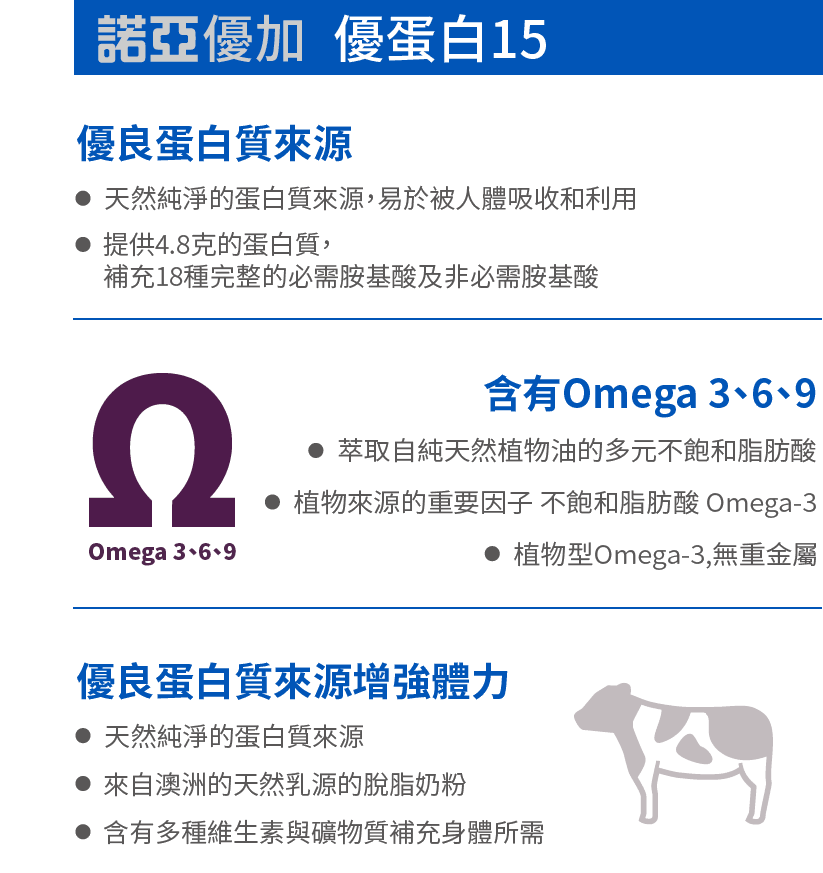 諾亞優加 優蛋白15
優良蛋白質來源
● 天然純淨的蛋白質來源，易於被人體吸收和利用
● 提供4.8克的蛋白質，
補充18種完整的必需胺基酸及非必需胺基酸
含有Omega 3、6、9
● 萃取自純天然植物油的多元不飽和脂肪酸
● 植物來源的重要因子 不飽和脂肪酸 Omega-3
Omega 3、6、9
● 植物型Omega-3,無重金屬
優良蛋白質來源增強體力
● 天然純淨的蛋白質來源
● 來自澳洲的天然乳源的脫脂奶粉
● 含有多種維生素與礦物質補充身體所需